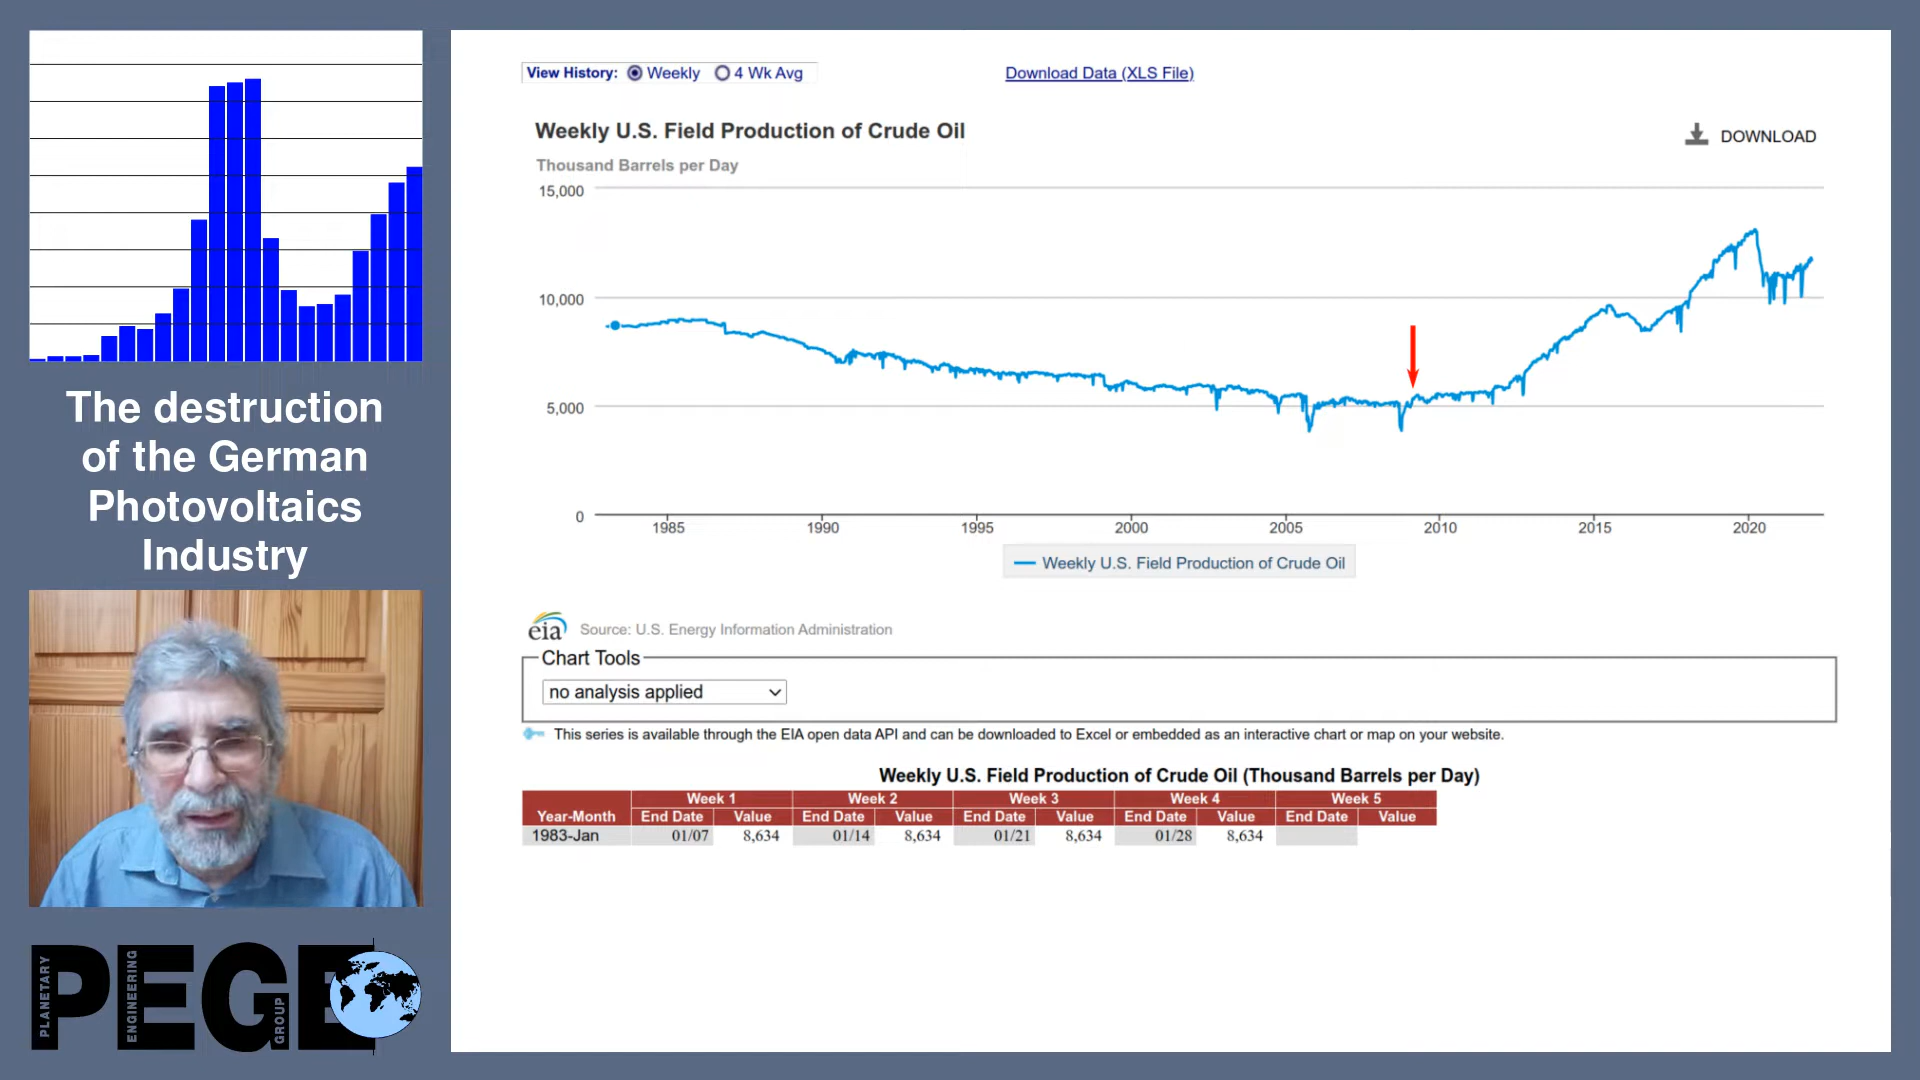 The destruction
of the German
Photovoltaics
Industry
PLANETARY
ENGINEERING
GROUP
PEGE
View History: Weekly 4 Wk Avg
Download Data (XLS File)
Weekly U.S. Field Production of Crude Oil
DOWNLOAD
Thousand Barrels per Day
15,000
10,000
5,000
0
1985 1990 1995 2000 2005 2010 2015 2020
Weekly U.S. Field Production of Crude Oil
eia Source: U.S. Energy Information Administration
Chart Tools
no analysis applied
This series is available through the EIA open data API and can be downloaded to Excel or embedded as an interactive chart or map on your website.
Weekly U.S. Field Production of Crude Oil (Thousand Barrels per Day)
Week 1 Week 2 Week 3 Week 4 Week 5
Year-Month End Date Value End Date Value End Date Value End Date Value End Date Value
1983-Jan 01/07 8,634 01/14 8,634 01/21 8,634 01/28 8,634